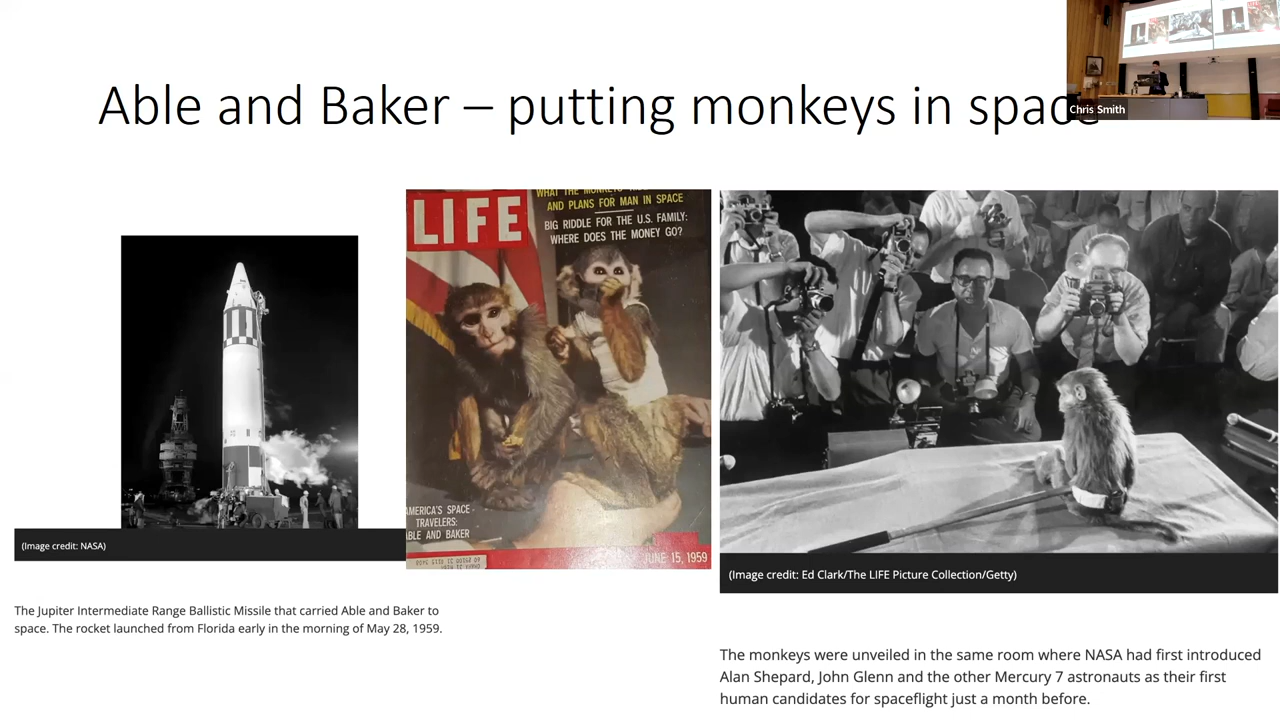 Able and Baker – putting monkeys in space
Chris Smith
LIFE
WHAT THE MONKEYS
AND PLANS FOR MAN IN SPACE
BIG RIDDLE FOR THE U.S. FAMILY:
WHERE DOES THE MONEY GO?
AMERICA'S SPACE
TRAVELERS:
ABLE AND BAKER
JUNE 15, 1959
(Image credit: NASA)
The Jupiter Intermediate Range Ballistic Missile that carried Able and Baker to
space. The rocket launched from Florida early in the morning of May 28, 1959.
(Image credit: Ed Clark/The LIFE Picture Collection/Getty)
The monkeys were unveiled in the same room where NASA had first introduced
Alan Shepard, John Glenn and the other Mercury 7 astronauts as their first
human candidates for spaceflight just a month before.